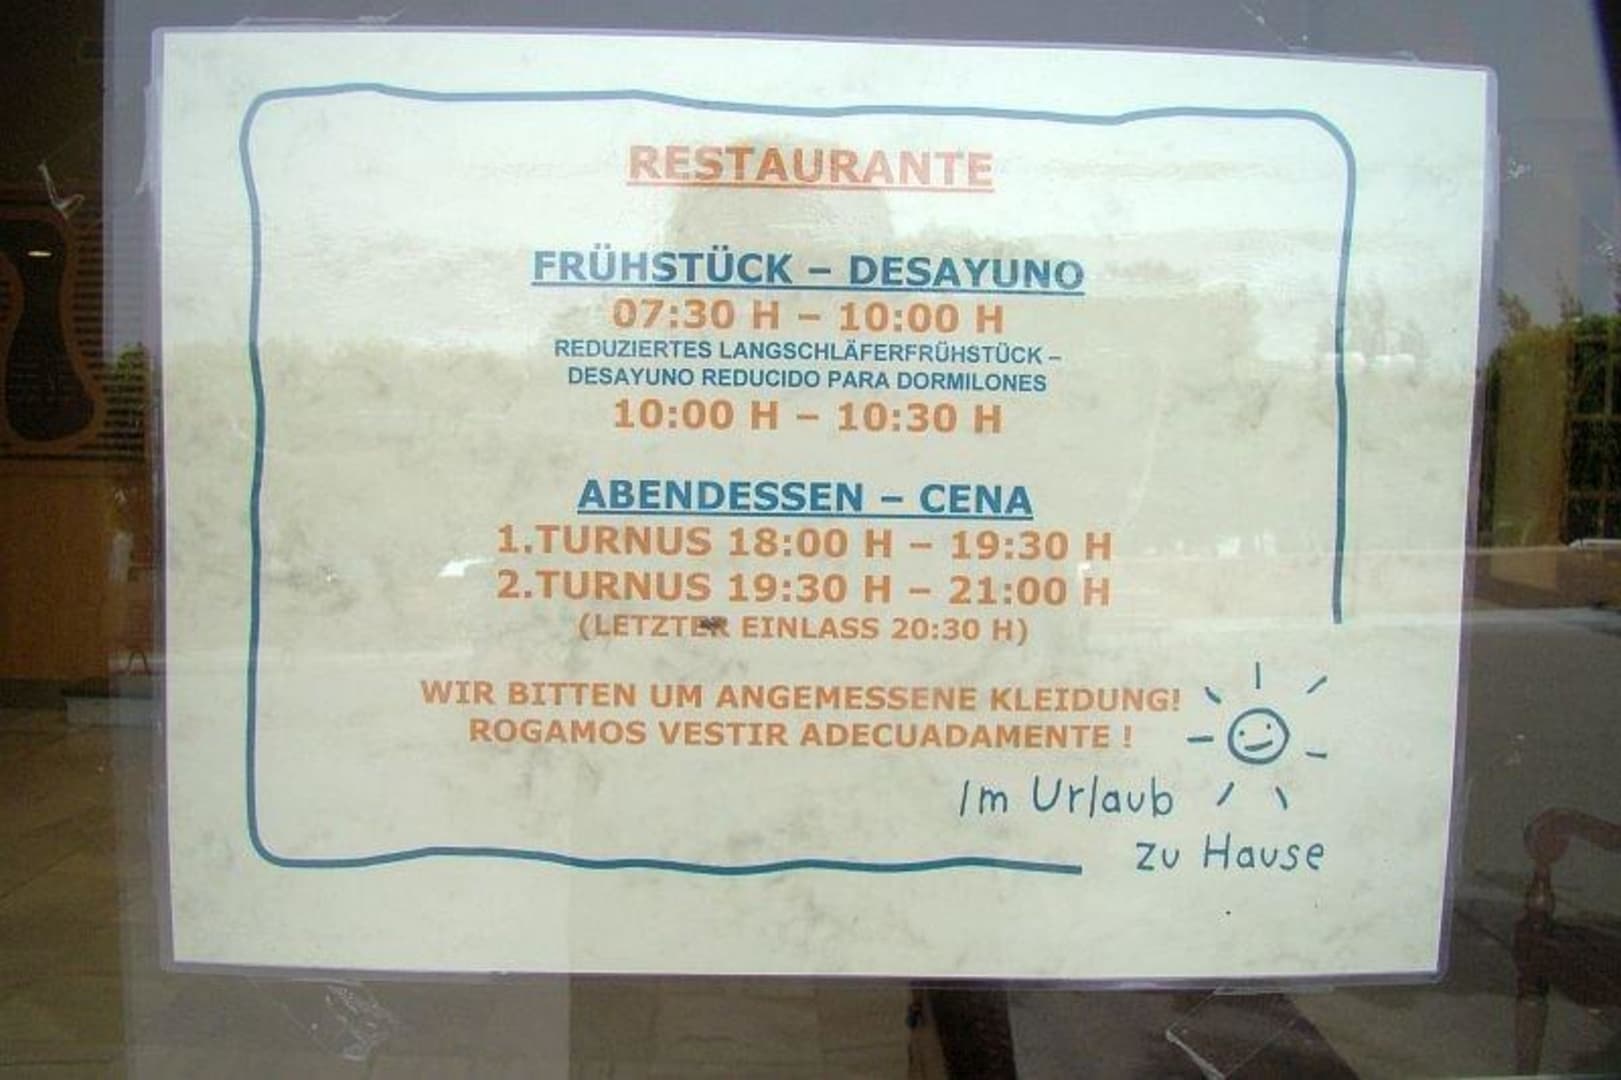 RESTAURANTE
FRÜHSTÜCK – DESAYUNO
07:30 H – 10:00 H
REDUZIERTES LANGSCHLÄFERFRÜHSTÜCK –
DESAYUNO REDUCIDO PARA DORMILONES
10:00 H – 10:30 H
ABENDESSEN – CENA
1.TURNUS 18:00 H – 19:30 H
2.TURNUS 19:30 H – 21:00 H
(LETZTER EINLASS 20:30 H)
WIR BITTEN UM ANGEMESSENE KLEIDUNG!
ROGAMOS VESTIR ADECUADAMENTE !
Im Urlaub
zu Hause